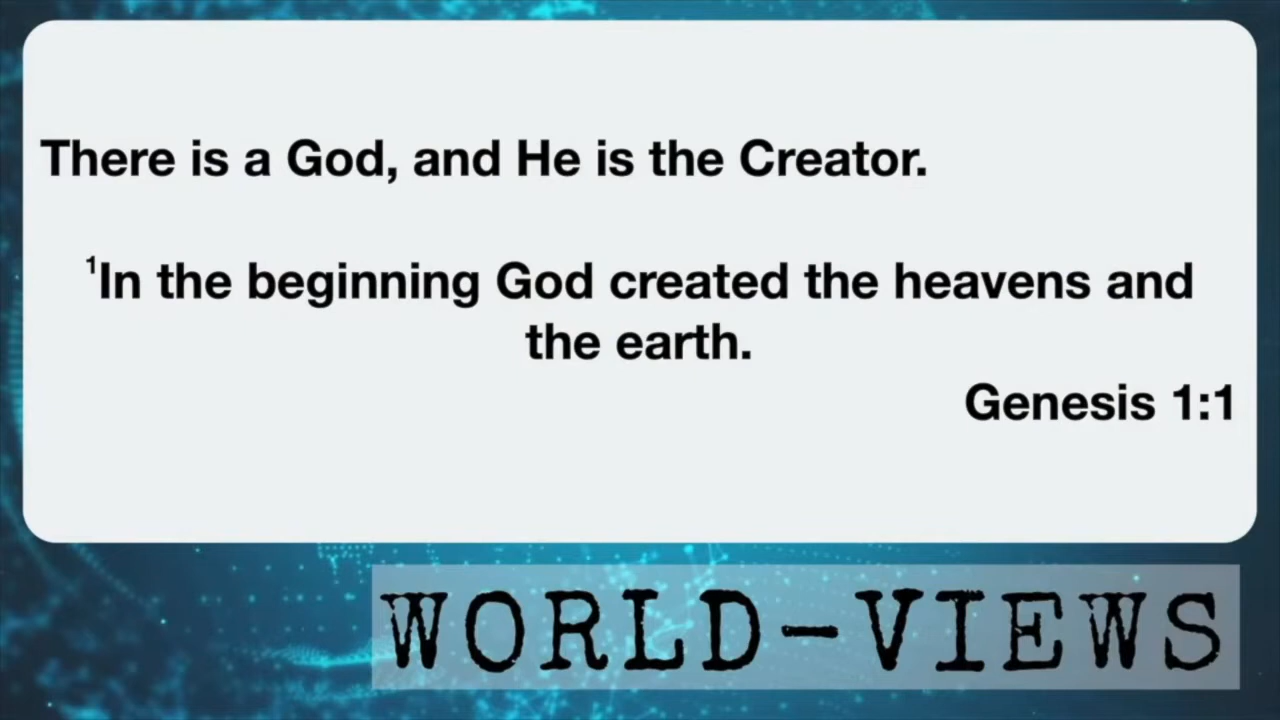 There is a God, and He is the Creator.
¹In the beginning God created the heavens and
the earth.
Genesis 1:1
WORLD-VIEWS